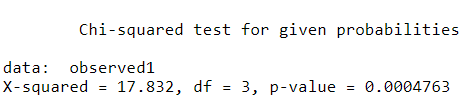 Chi-squared test for given probabilities
data:  observed1
X-squared = 17.832, df = 3, p-value = 0.0004763